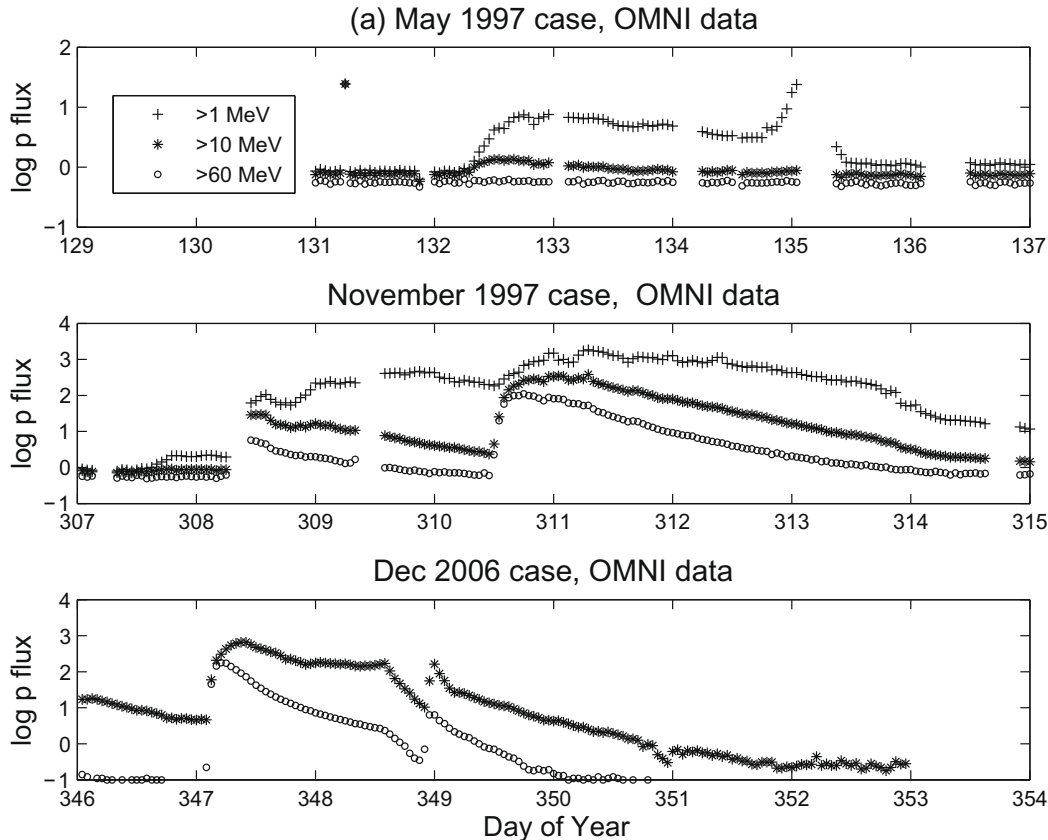 (a) May 1997 case, OMNI data
2
1
0
−1
log p flux
>1 MeV
>10 MeV
>60 MeV
129 130 131 132 133 134 135 136 137
November 1997 case, OMNI data
4
3
2
1
0
−1
log p flux
307 308 309 310 311 312 313 314 315
Dec 2006 case, OMNI data
4
3
2
1
0
−1
log p flux
346 347 348 349 350 351 352 353 354
Day of Year